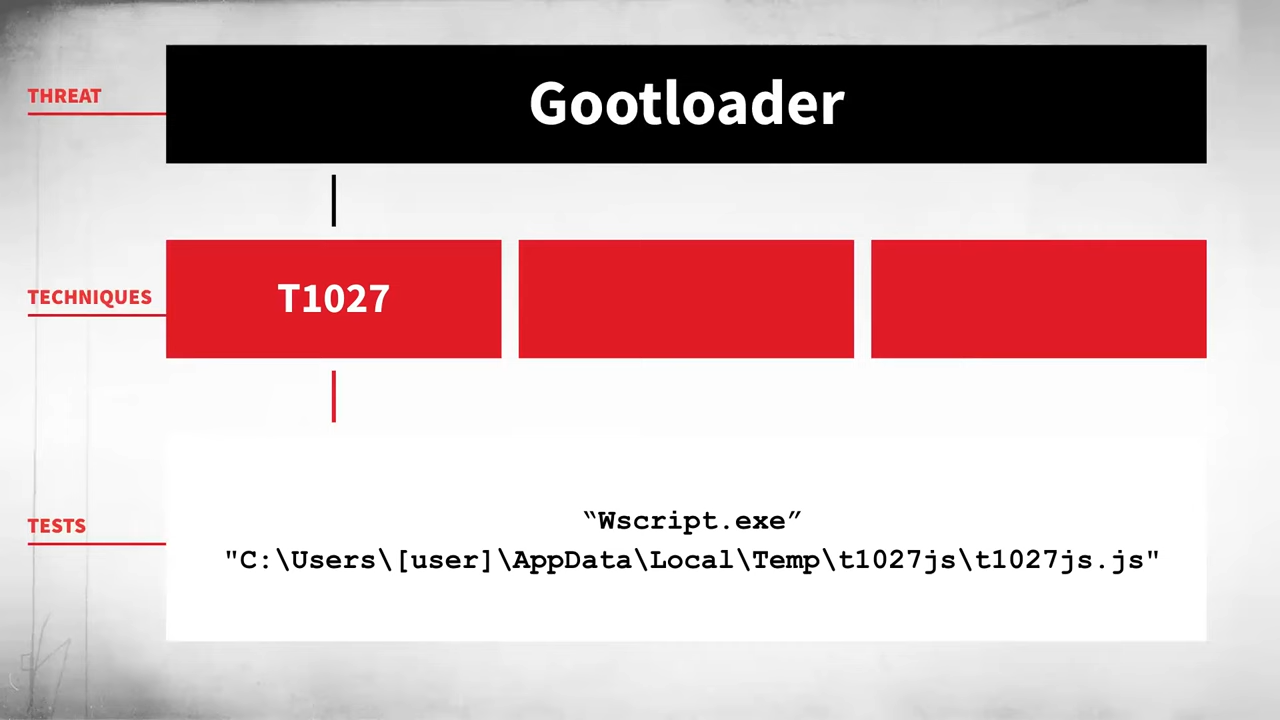 THREAT
Gootloader
TECHNIQUES
T1027
TESTS
“Wscript.exe”
"C:\Users\[user]\AppData\Local\Temp\t1027js\t1027js.js"